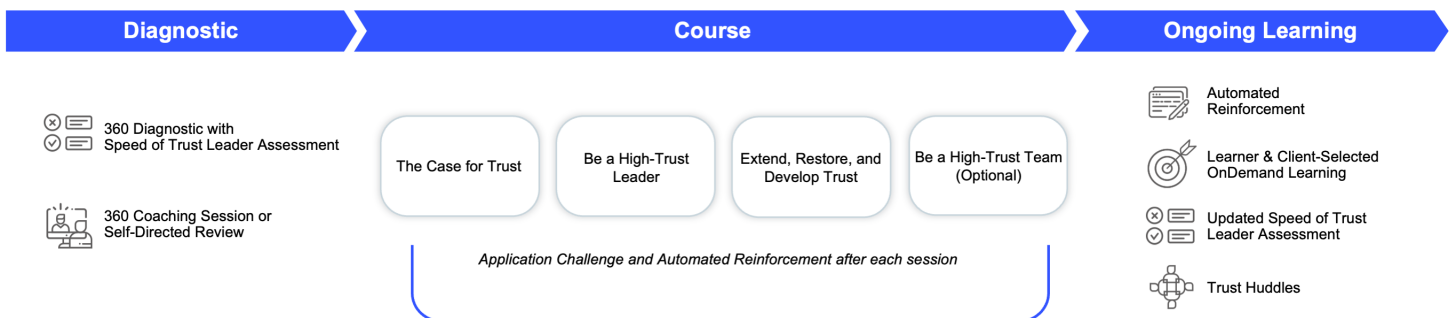 Diagnostic
Course
Ongoing Learning
360 Diagnostic with
Speed of Trust Leader Assessment
360 Coaching Session or
Self-Directed Review
The Case for Trust
Be a High-Trust
Leader
Extend, Restore, and
Develop Trust
Be a High-Trust Team
(Optional)
Application Challenge and Automated Reinforcement after each session
Automated
Reinforcement
Learner & Client-Selected
OnDemand Learning
Updated Speed of Trust
Leader Assessment
Trust Huddles